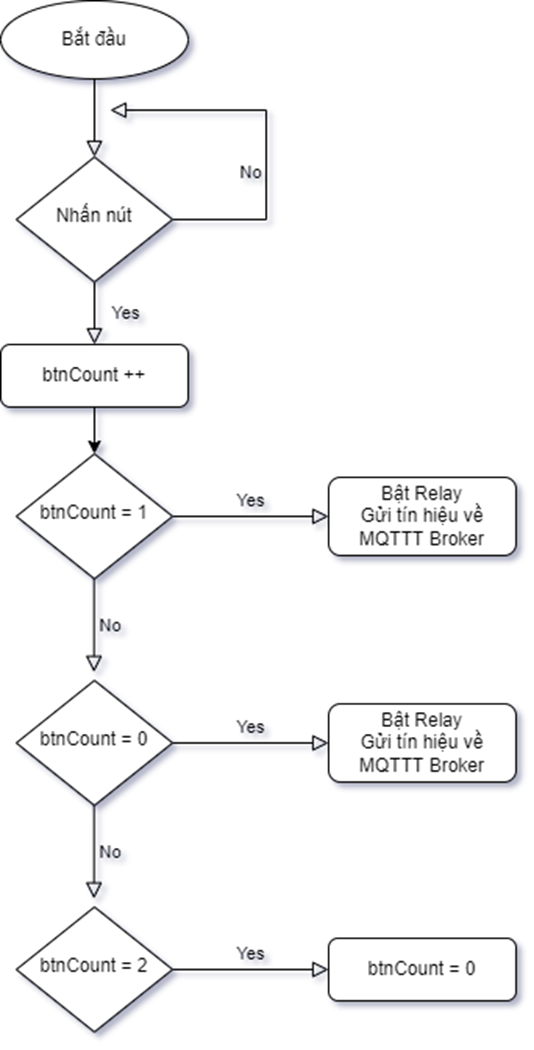 Bắt đầu
No
Nhấn nút
Yes
btnCount ++
btnCount = 1
Yes
Bật Relay
Gửi tín hiệu về
MQTTT Broker
No
btnCount = 0
Yes
Bật Relay
Gửi tín hiệu về
MQTTT Broker
No
btnCount = 2
Yes
btnCount = 0